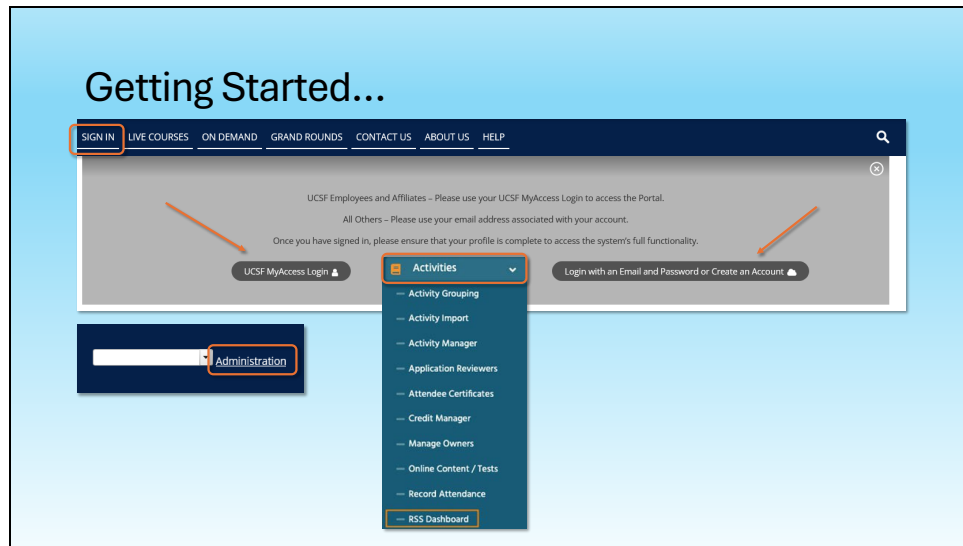 Getting Started...
SIGN IN LIVE COURSES ON DEMAND GRAND ROUNDS CONTACT US ABOUT US HELP
UCSF Employees and Affiliates – Please use your UCSF MyAccess Login to access the Portal.
All Others – Please use your email address associated with your account.
Once you have signed in, please ensure that your profile is complete to access the system's full functionality.
UCSF MyAccess Login
Login with an Email and Password or Create an Account
Administration
Activities
— Activity Grouping
— Activity Import
— Activity Manager
— Application Reviewers
— Attendee Certificates
— Credit Manager
— Manage Owners
— Online Content / Tests
— Record Attendance
— RSS Dashboard